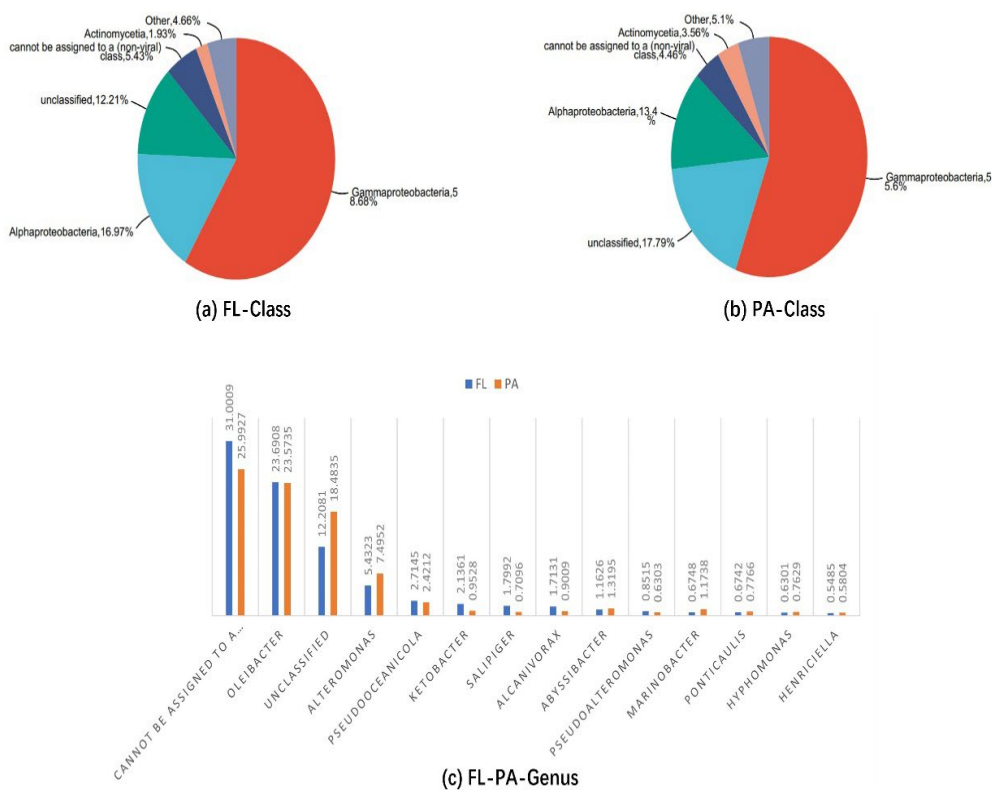 Other,4.66%
Actinomycetia,1.93%
cannot be assigned to a (non-viral)
class,5.43%
unclassified,12.21%
Alphaproteobacteria,16.97%
Gammaproteobacteria,5
8.68%
(a) FL-Class
Other,5.1%
Actinomycetia,3.56%
cannot be assigned to a (non-viral)
class,4.46%
Alphaproteobacteria,13.4
%
unclassified,17.79%
Gammaproteobacteria,5
5.6%
(b) PA-Class
FL PA
31.0009
25.9927
23.6908
23.5735
12.2081
18.4835
5.4323
7.4952
2.7145
2.4212
2.1361
0.9528
1.7992
0.7096
1.7131
0.9009
1.1626
1.3195
0.8515
0.6303
0.6748
1.1738
0.6742
0.7766
0.6301
0.7629
0.5485
0.5804
CANNOT BE ASSIGNED TO A...
OLEIBACTER
UNCLASSIFIED
ALTEROMONAS
PSEUDOOCEANICOLA
KETOBACTER
SALIPIGER
ALCANIVORAX
ABYSSIBACTER
PSEUDOALTEROMONAS
MARINOBACTER
PONTICAULIS
HYPHOMONAS
HENRICIELLA
(c) FL-PA-Genus